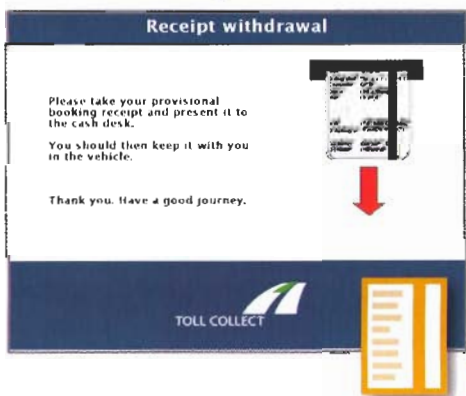 Receipt withdrawal
Please take your provisional
booking receipt and present it to
the cash desk.
You should then keep it with you
in the vehicle.
Thank you. Have a good journey.
TOLL COLLECT